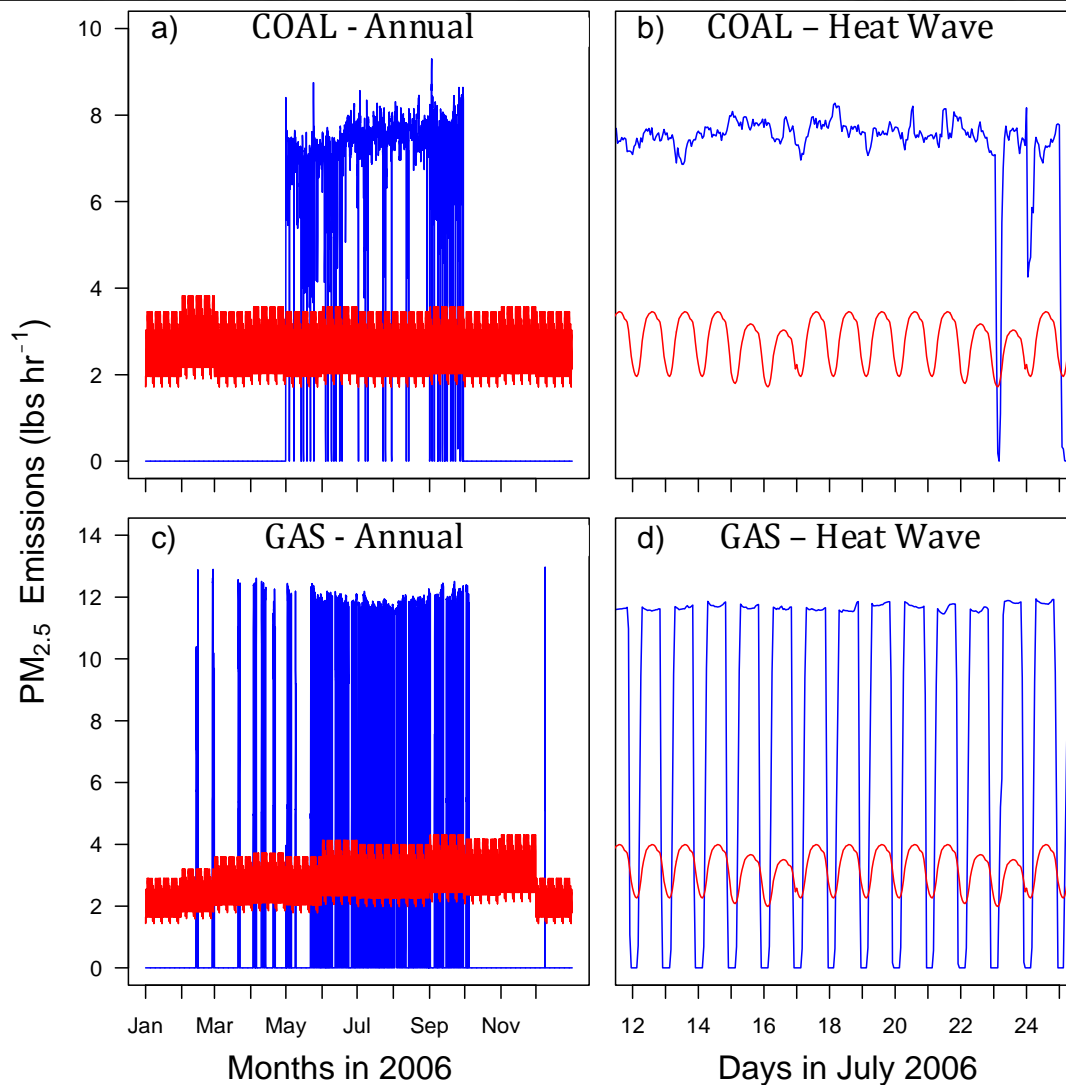 a) COAL - Annual
b) COAL – Heat Wave
10
8
6
4
2
0
c) GAS - Annual
d) GAS – Heat Wave
14
12
10
8
6
4
2
0
PM2.5 Emissions (lbs hr−1)
Jan Mar May Jul Sep Nov
12 14 16 18 20 22 24
Months in 2006
Days in July 2006